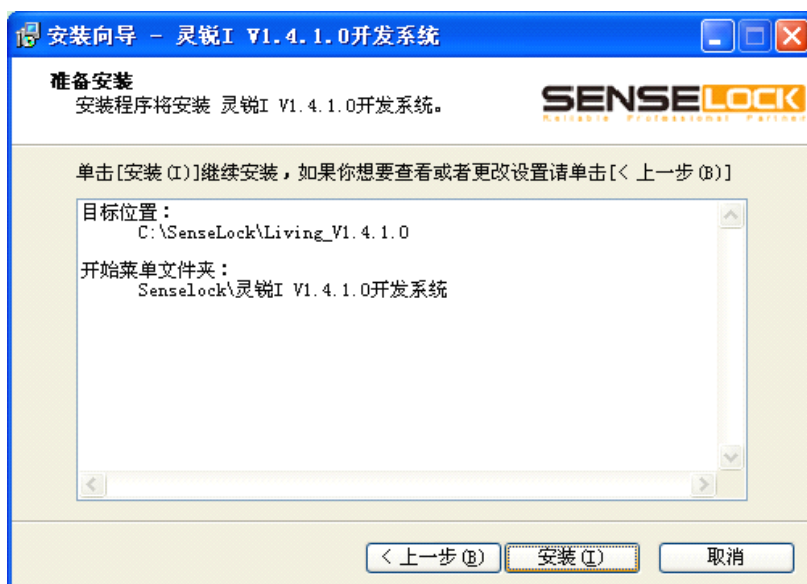 安装向导 - 灵锐I V1.4.1.0开发系统
准备安装
安装程序将安装 灵锐I V1.4.1.0开发系统。
SENSELOCK
Reliable Professional Partner
单击[安装(I)]继续安装，如果你想要查看或者更改设置请单击[< 上一步(B)]
目标位置：
C:\SenseLock\Living_V1.4.1.0
开始菜单文件夹：
Senselock\灵锐I V1.4.1.0开发系统
< 上一步(B) 安装(I) 取消